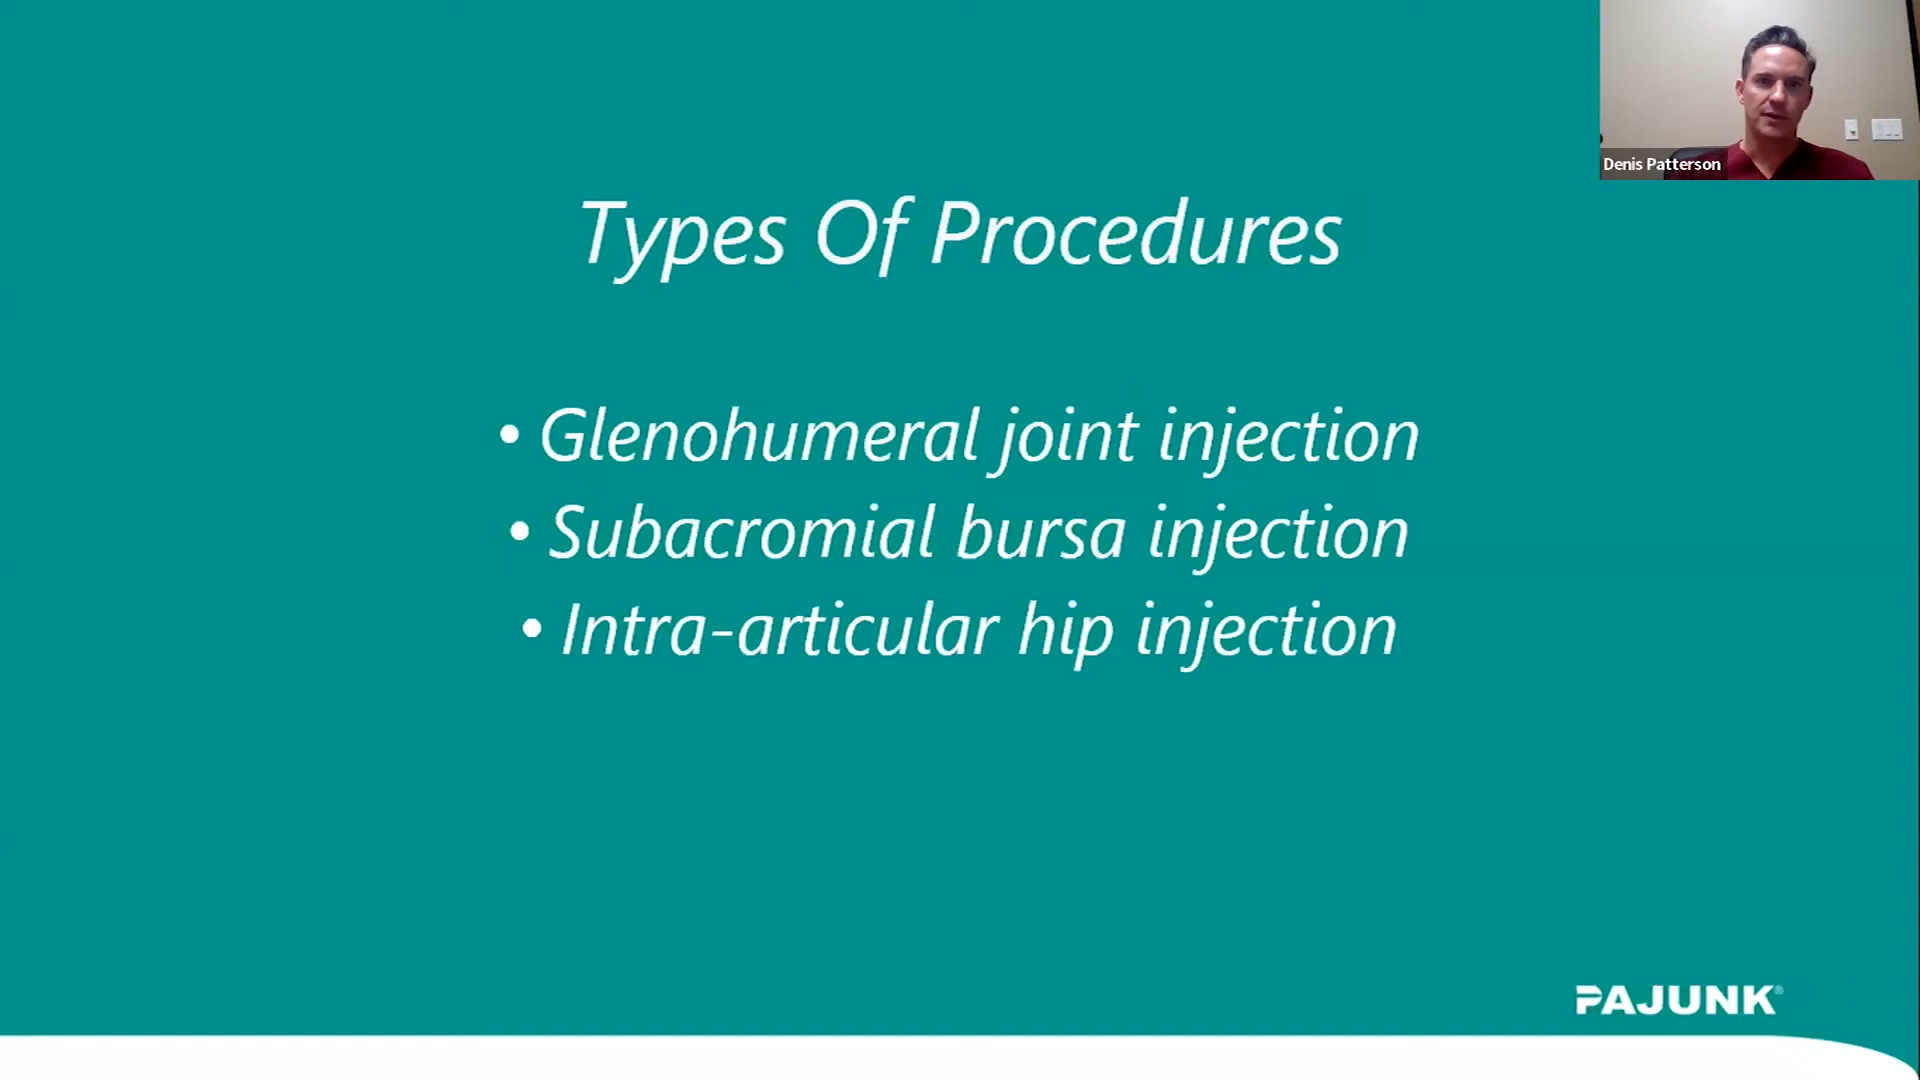 Denis Patterson
Types Of Procedures
• Glenohumeral joint injection
• Subacromial bursa injection
• Intra-articular hip injection
PAJUNK®